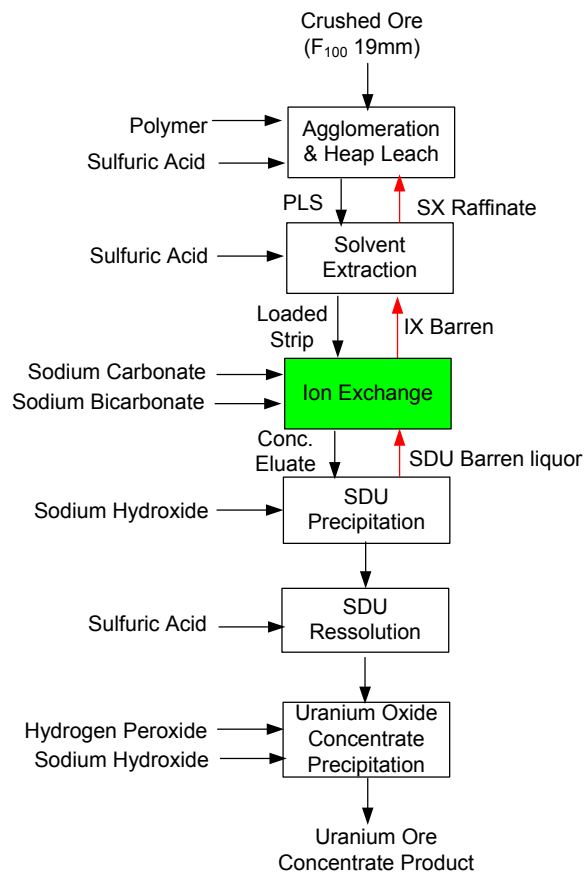 Crushed Ore
(F₁₀₀ 19mm)
Polymer
Sulfuric Acid
Agglomeration
& Heap Leach
PLS
SX Raffinate
Sulfuric Acid
Solvent
Extraction
Loaded
Strip
IX Barren
Sodium Carbonate
Sodium Bicarbonate
Ion Exchange
Conc.
Eluate
SDU Barren liquor
Sodium Hydroxide
SDU
Precipitation
Sulfuric Acid
SDU
Ressolution
Hydrogen Peroxide
Sodium Hydroxide
Uranium Oxide
Concentrate
Precipitation
Uranium Ore
Concentrate Product